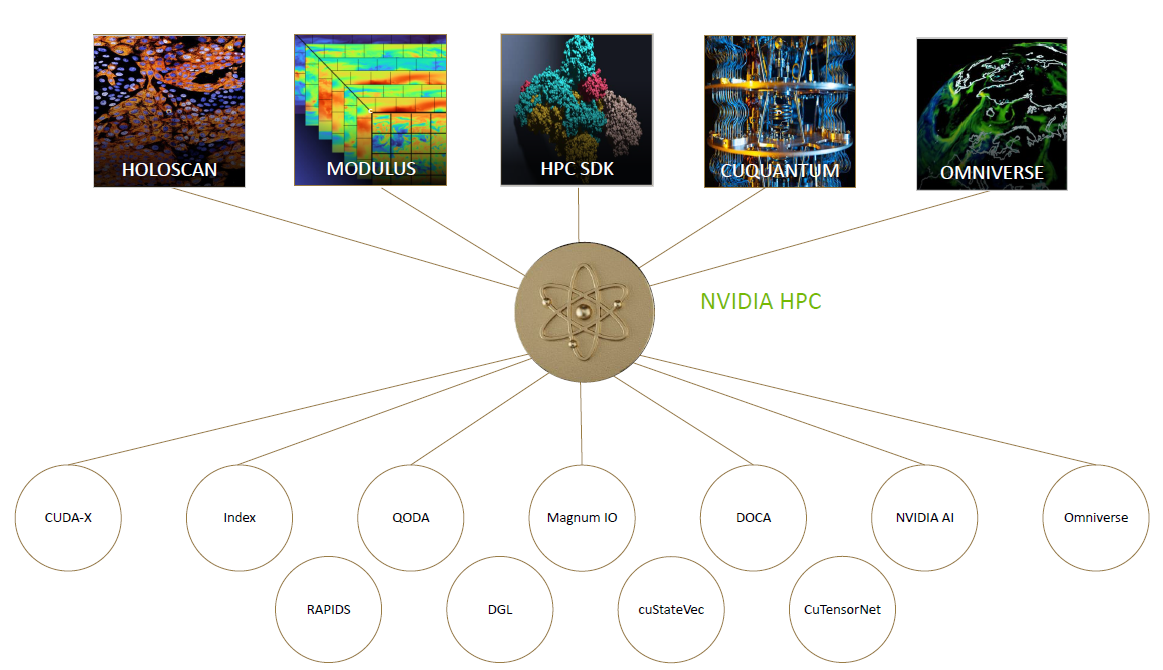 HOLOSCAN
MODULUS
HPC SDK
CUQUANTUM
OMNIVERSE
NVIDIA HPC
CUDA-X
Index
QODA
Magnum IO
DOCA
NVIDIA AI
Omniverse
RAPIDS
DGL
cuStateVec
CuTensorNet